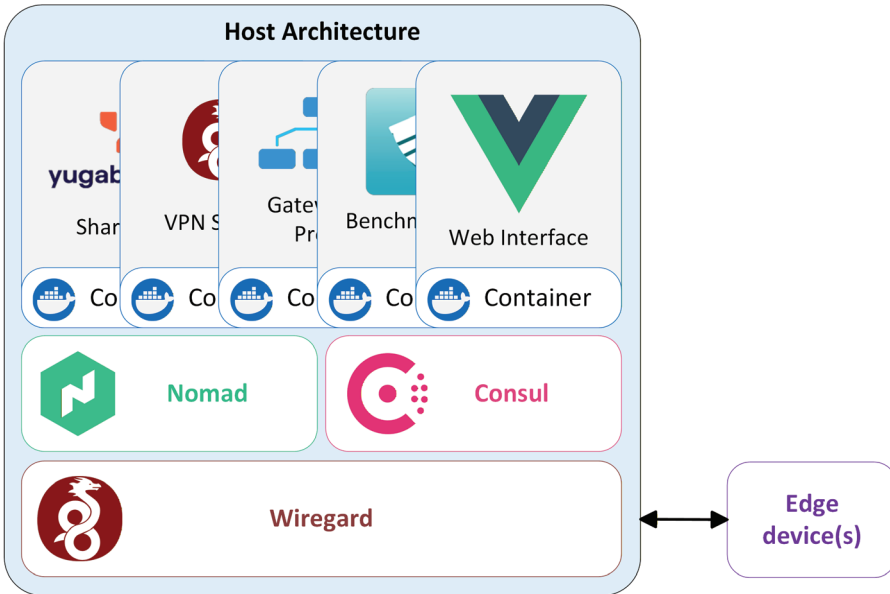 Host Architecture
yugab
Shar
VPN S
Gatew
Pr
Benchm
Web Interface
Co
Co
Co
Co
Container
Nomad
Consul
Wiregard
Edge
device(s)